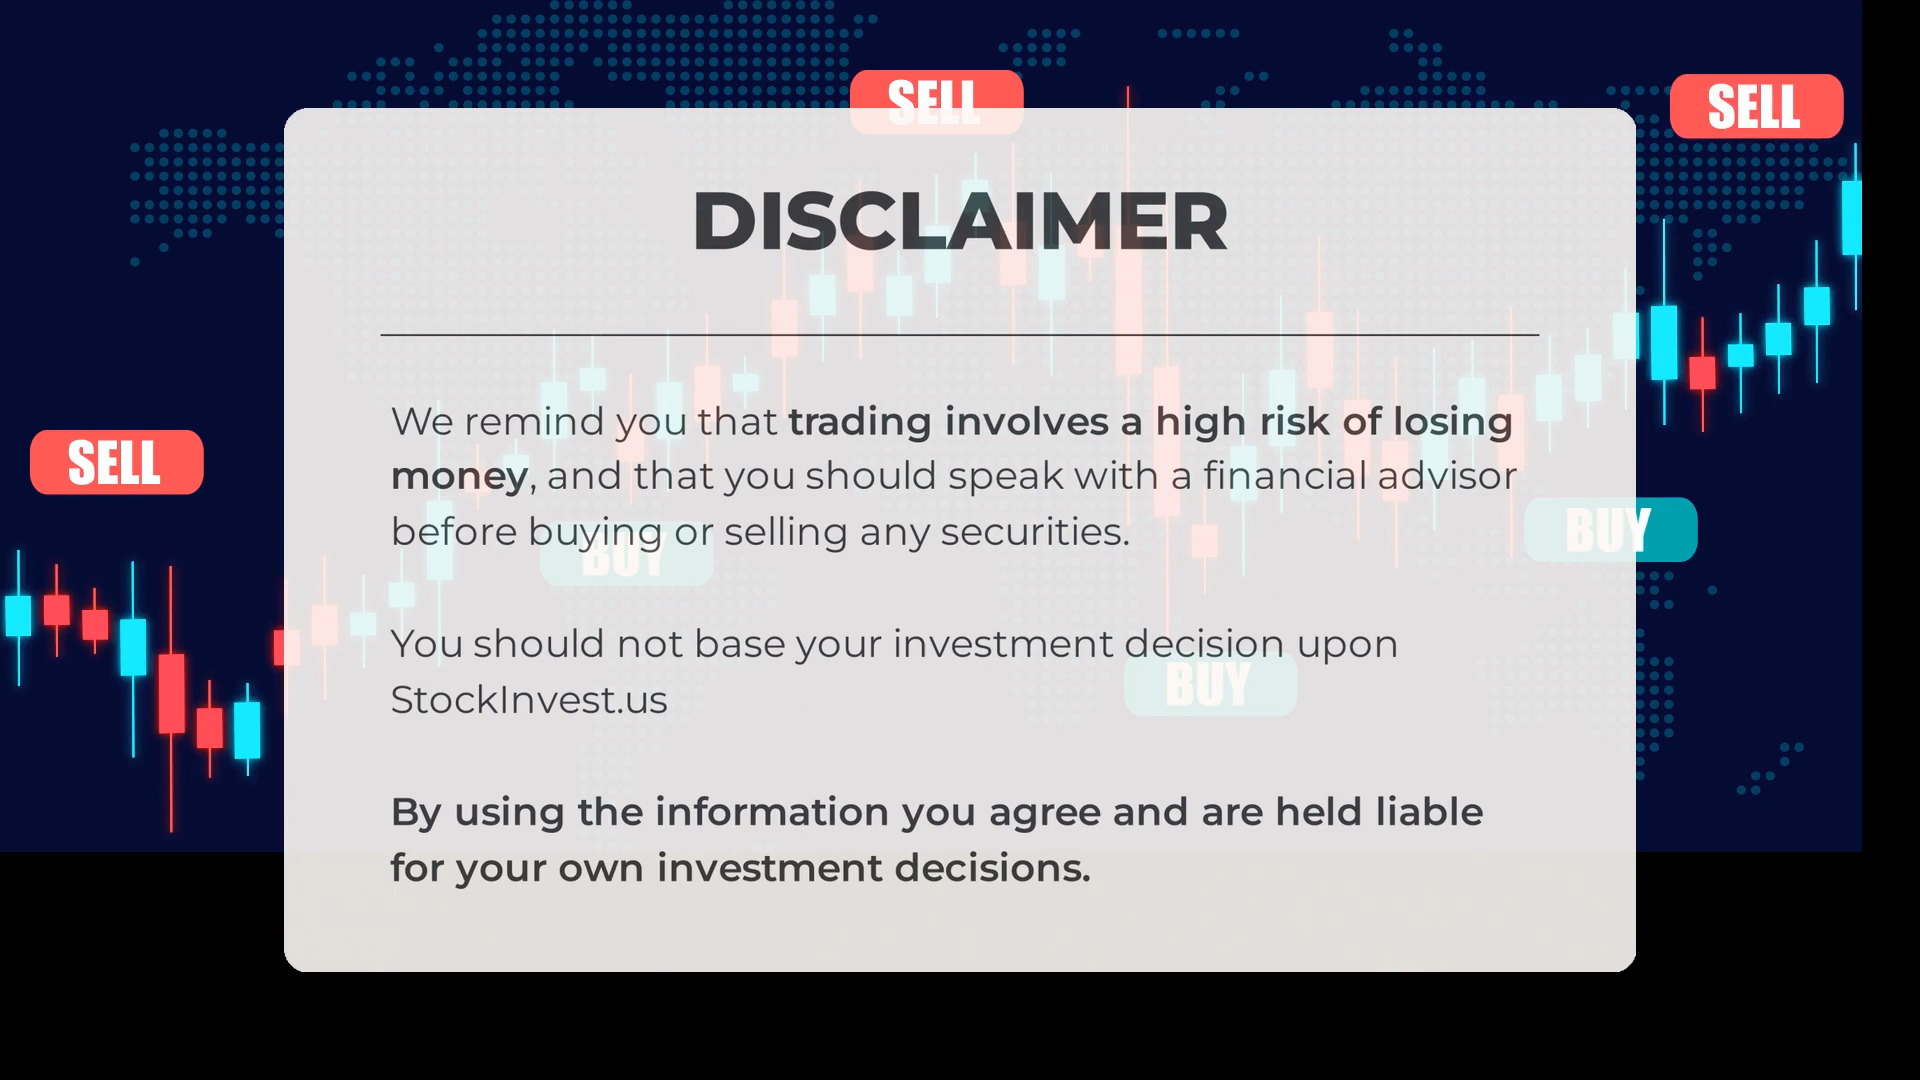 SELL
SELL
DISCLAIMER
We remind you that trading involves a high risk of losing
money, and that you should speak with a financial advisor
before buying or selling any securities.
SELL
BUY
BUY
You should not base your investment decision upon
StockInvest.us
BUY
By using the information you agree and are held liable
for your own investment decisions.